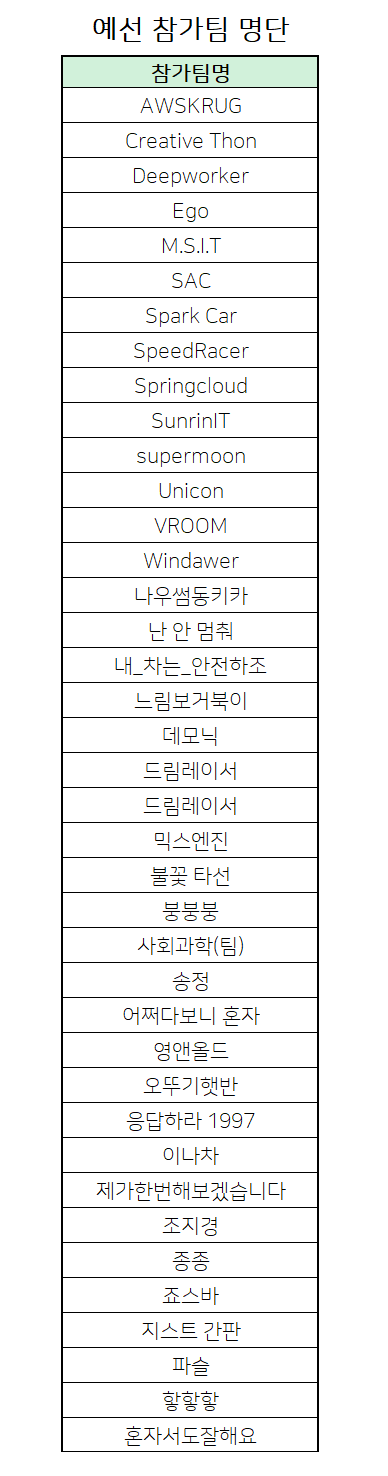 예선 참가팀 명단
참가팀명
AWSKRUG
Creative Thon
Deepworker
Ego
M.S.I.T
SAC
Spark Car
SpeedRacer
Springcloud
SunrinIT
supermoon
Unicon
VROOM
Windawer
나우썸동키카
난 안 멈춰
내_차는_안전하조
느림보거북이
데모닉
드림레이서
드림레이서
믹스엔진
불꽃 타선
붕붕붕
사회과학(팀)
송정
어쩌다보니 혼자
영앤올드
오뚜기햇반
응답하라 1997
이나차
제가한번해보겠습니다
조지경
종종
죠스바
지스트 간판
파슬
핳핳핳
혼자서도잘해요